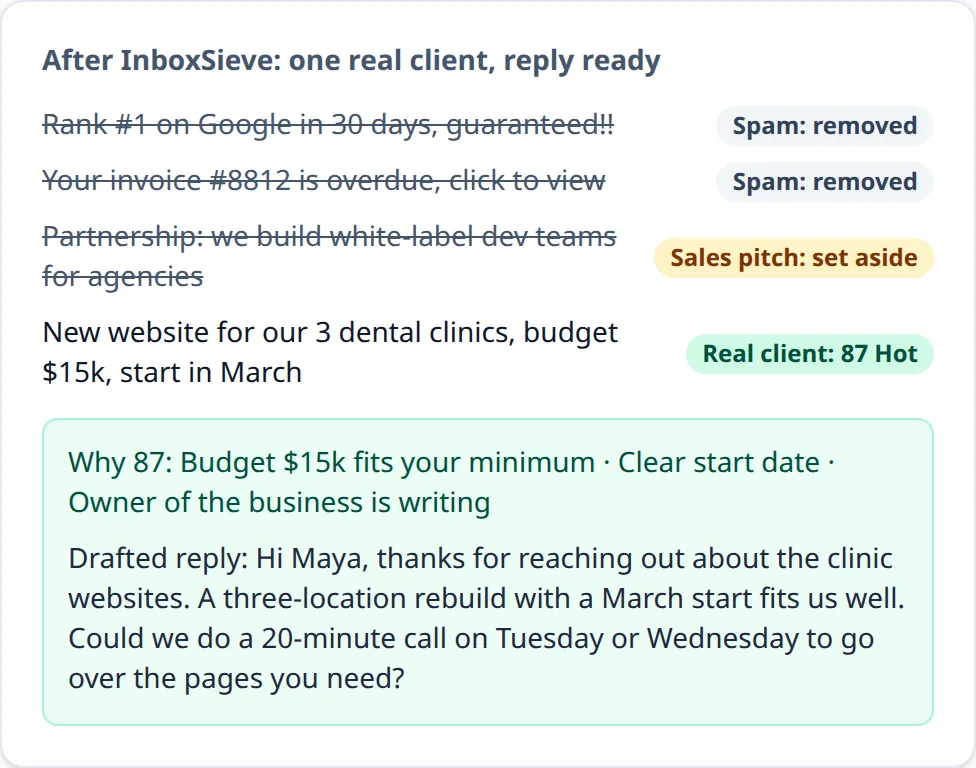 After InboxSieve: one real client, reply ready
Rank #1 on Google in 30 days, guaranteed!!
Spam: removed
Your invoice #8812 is overdue, click to view
Spam: removed
Partnership: we build white-label dev teams
for agencies
Sales pitch: set aside
New website for our 3 dental clinics, budget
$15k, start in March
Real client: 87 Hot
Why 87: Budget $15k fits your minimum · Clear start date ·
Owner of the business is writing
Drafted reply: Hi Maya, thanks for reaching out about the clinic
websites. A three-location rebuild with a March start fits us well.
Could we do a 20-minute call on Tuesday or Wednesday to go
over the pages you need?